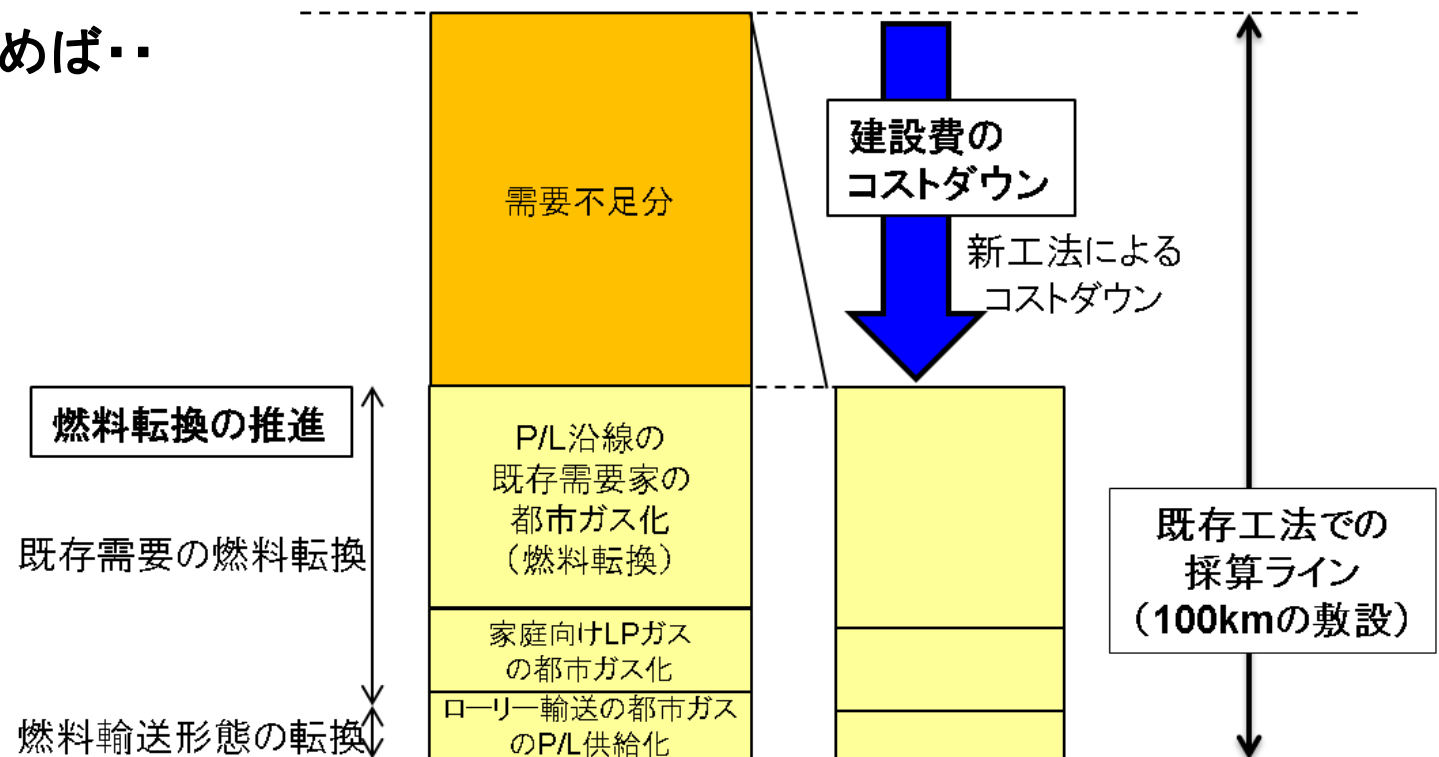 めば・・
需要不足分
建設費の
コストダウン
新工法による
コストダウン
燃料転換の推進
既存需要の燃料転換
燃料輸送形態の転換
P/L沿線の
既存需要家の
都市ガス化
（燃料転換）
家庭向けLPガス
の都市ガス化
ローリー輸送の都市ガス
のP/L供給化
既存工法での
採算ライン
（100kmの敷設）